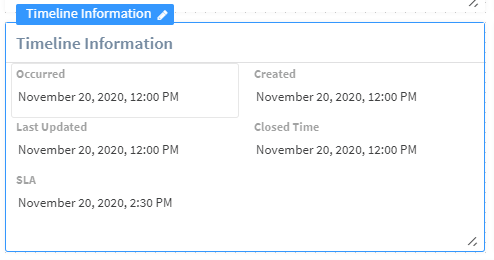 Timeline Information
Timeline Information
Occurred
Created
November 20, 2020, 12:00 PM
November 20, 2020, 12:00 PM
Last Updated
Closed Time
November 20, 2020, 12:00 PM
November 20, 2020, 12:00 PM
SLA
November 20, 2020, 2:30 PM